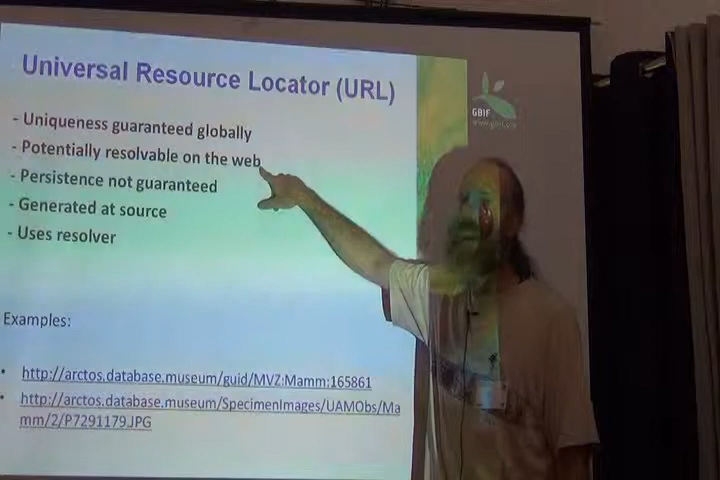 Universal Resource Locator (URL)
- Uniqueness guaranteed globally
- Potentially resolvable on the web
- Persistence not guaranteed
- Generated at source
- Uses resolver
Examples:
• http://arctos.database.museum/guid/MVZ:Mamm:165861
• http://arctos.database.museum/SpecimenImages/UAMObs/Ma
mm/2/P7291179.JPG
GBIF